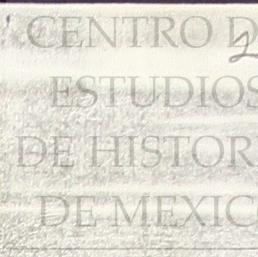 CENTRO D
ESTUDIOS
DE HISTOR
DE MEXIC